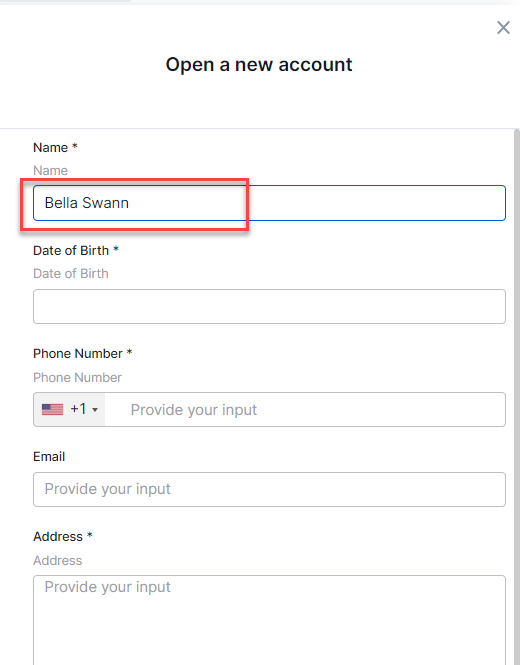 Open a new account
Name *
Name
Bella Swann
Date of Birth *
Date of Birth
Phone Number *
Phone Number
+1 Provide your input
Email
Provide your input
Address *
Address
Provide your input